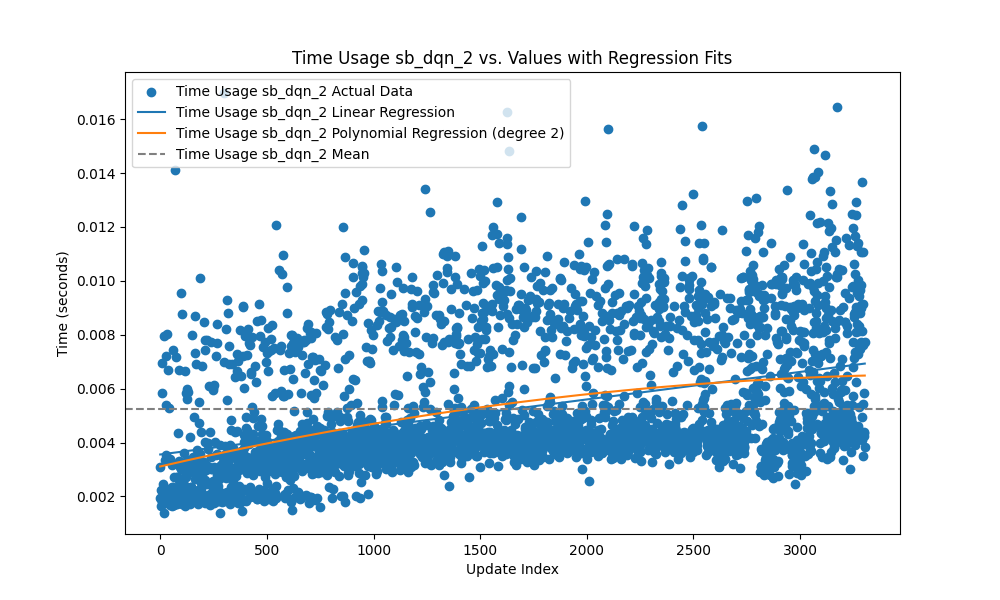 Time Usage sb_dqn_2 vs. Values with Regression Fits
Time Usage sb_dqn_2 Actual Data
Time Usage sb_dqn_2 Linear Regression
Time Usage sb_dqn_2 Polynomial Regression (degree 2)
Time Usage sb_dqn_2 Mean
Time (seconds)
0.016
0.014
0.012
0.010
0.008
0.006
0.004
0.002
0
500
1000
1500
2000
2500
3000
Update Index